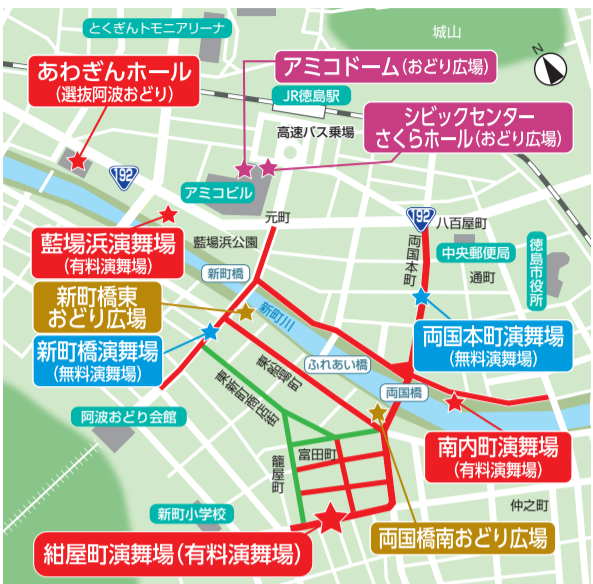 とくぎんトモニアリーナ
城山
N
あわぎんホール
(選抜阿波おどり)
アミコドーム(おどり広場)
JR徳島駅
高速バス乗場
シビックセンター
さくらホール(おどり広場)
192
アミコビル
元町
192
八百屋町
藍場浜演舞場
(有料演舞場)
藍場浜公園
両国本町
中央郵便局
通町
徳島市役所
新町橋
新町橋東
おどり広場
新町川
新町橋演舞場
(無料演舞場)
両国本町演舞場
(無料演舞場)
東船場町
ふれあい橋
両国橋
東新町商店街
阿波おどり会館
南内町演舞場
(有料演舞場)
籠屋町
富田町
仲之町
新町小学校
紺屋町演舞場(有料演舞場)
両国橋南おどり広場